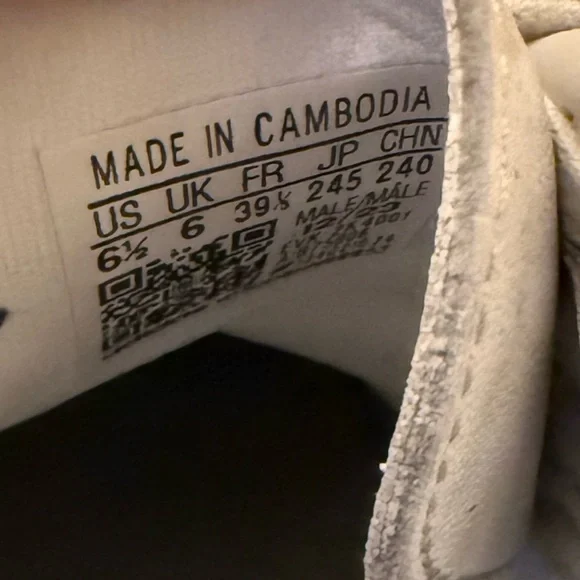 MADE IN CAMBODIA
US UK FR JP CHN
6½ 6 39⅓ 245 240
MALE/MÂLE